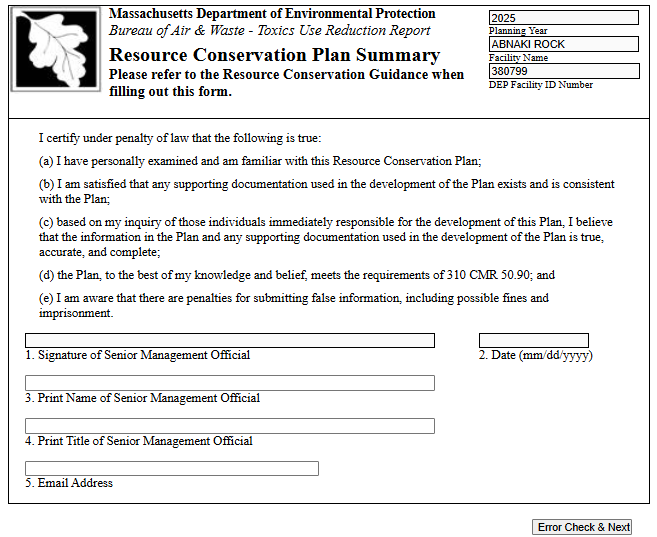 Massachusetts Department of Environmental Protection
Bureau of Air & Waste - Toxics Use Reduction Report
Resource Conservation Plan Summary
Please refer to the Resource Conservation Guidance when
filling out this form.
2025
Planning Year
ABNAKI ROCK
Facility Name
380799
DEP Facility ID Number
I certify under penalty of law that the following is true:
(a) I have personally examined and am familiar with this Resource Conservation Plan;
(b) I am satisfied that any supporting documentation used in the development of the Plan exists and is consistent
with the Plan;
(c) based on my inquiry of those individuals immediately responsible for the development of this Plan, I believe
that the information in the Plan and any supporting documentation used in the development of the Plan is true,
accurate, and complete;
(d) the Plan, to the best of my knowledge and belief, meets the requirements of 310 CMR 50.90; and
(e) I am aware that there are penalties for submitting false information, including possible fines and
imprisonment.
1. Signature of Senior Management Official
2. Date (mm/dd/yyyy)
3. Print Name of Senior Management Official
4. Print Title of Senior Management Official
5. Email Address
Error Check & Next